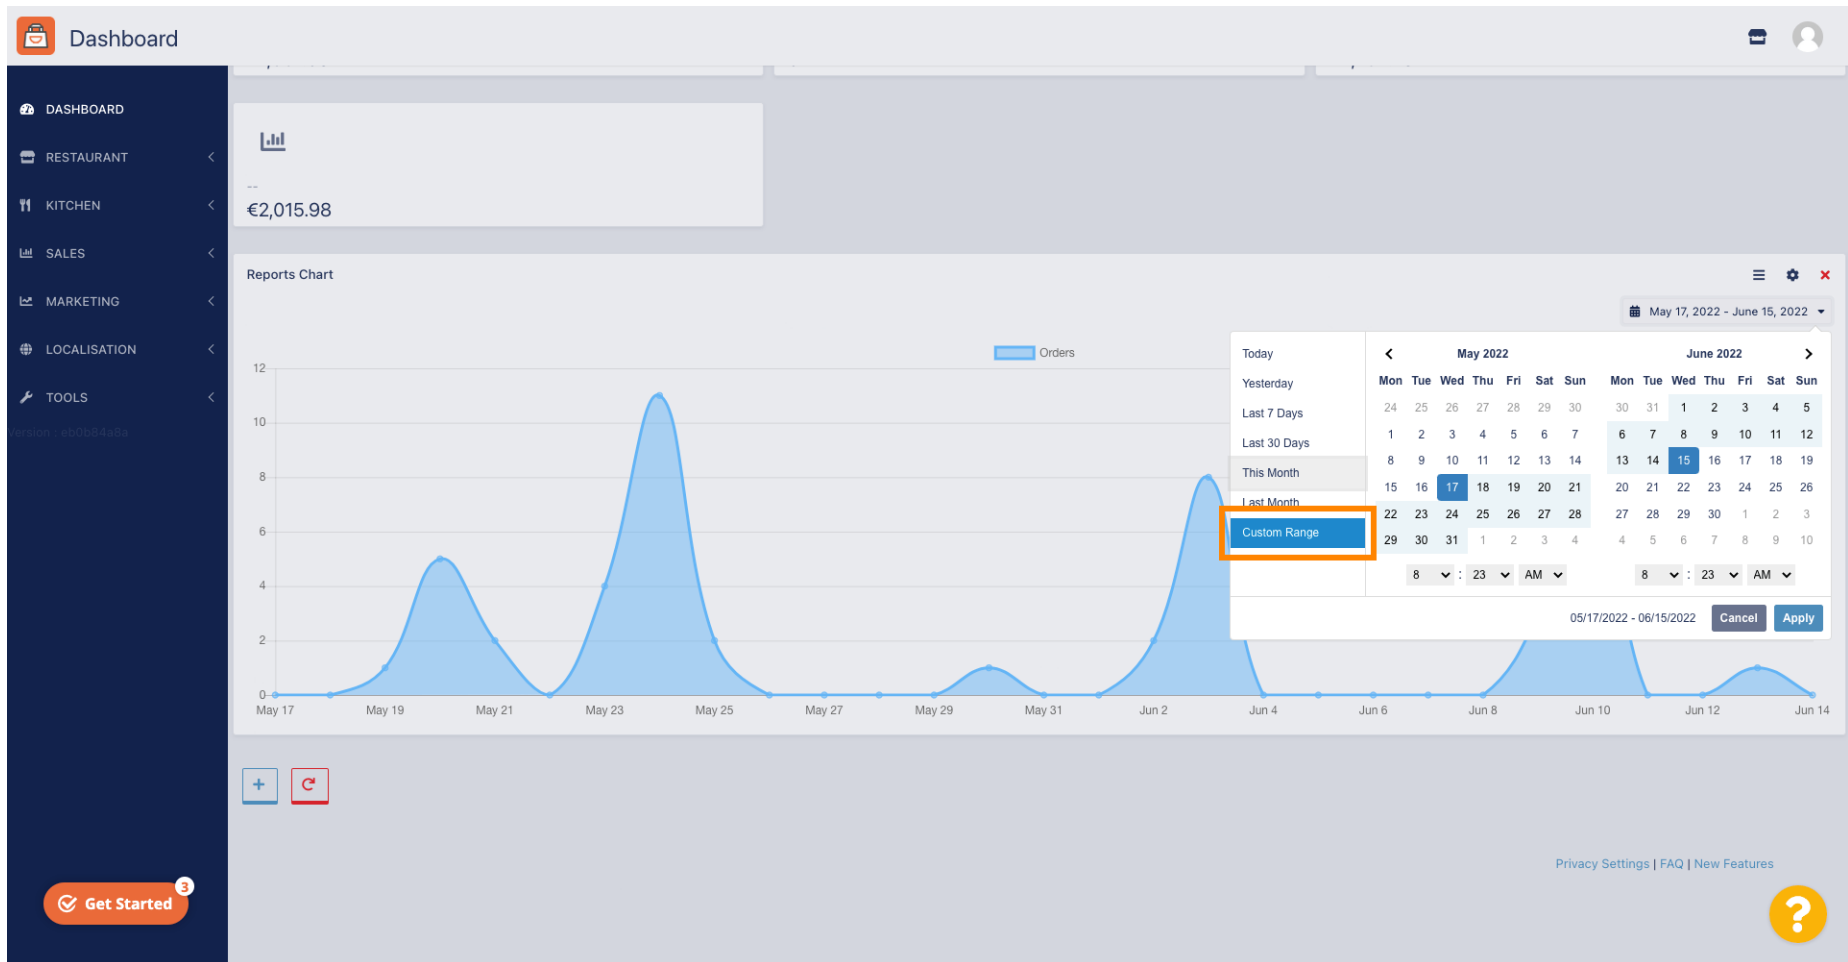 Dashboard
DASHBOARD
RESTAURANT
KITCHEN
SALES
MARKETING
LOCALISATION
TOOLS
Version : eb0b84a8a
--
€2,015.98
Reports Chart
May 17, 2022 - June 15, 2022
Orders
12
10
8
6
4
2
0
May 17 May 19 May 21 May 23 May 25 May 27 May 29 May 31 Jun 2 Jun 4 Jun 6 Jun 8 Jun 10 Jun 12 Jun 14
Today
Yesterday
Last 7 Days
Last 30 Days
This Month
Last Month
Custom Range
May 2022
Mon Tue Wed Thu Fri Sat Sun
24 25 26 27 28 29 30
1 2 3 4 5 6 7
8 9 10 11 12 13 14
15 16 17 18 19 20 21
22 23 24 25 26 27 28
29 30 31 1 2 3 4
8 : 23 AM
June 2022
Mon Tue Wed Thu Fri Sat Sun
30 31 1 2 3 4 5
6 7 8 9 10 11 12
13 14 15 16 17 18 19
20 21 22 23 24 25 26
27 28 29 30 1 2 3
4 5 6 7 8 9 10
8 : 23 AM
05/17/2022 - 06/15/2022 Cancel Apply
Privacy Settings | FAQ | New Features
Get Started 3
?